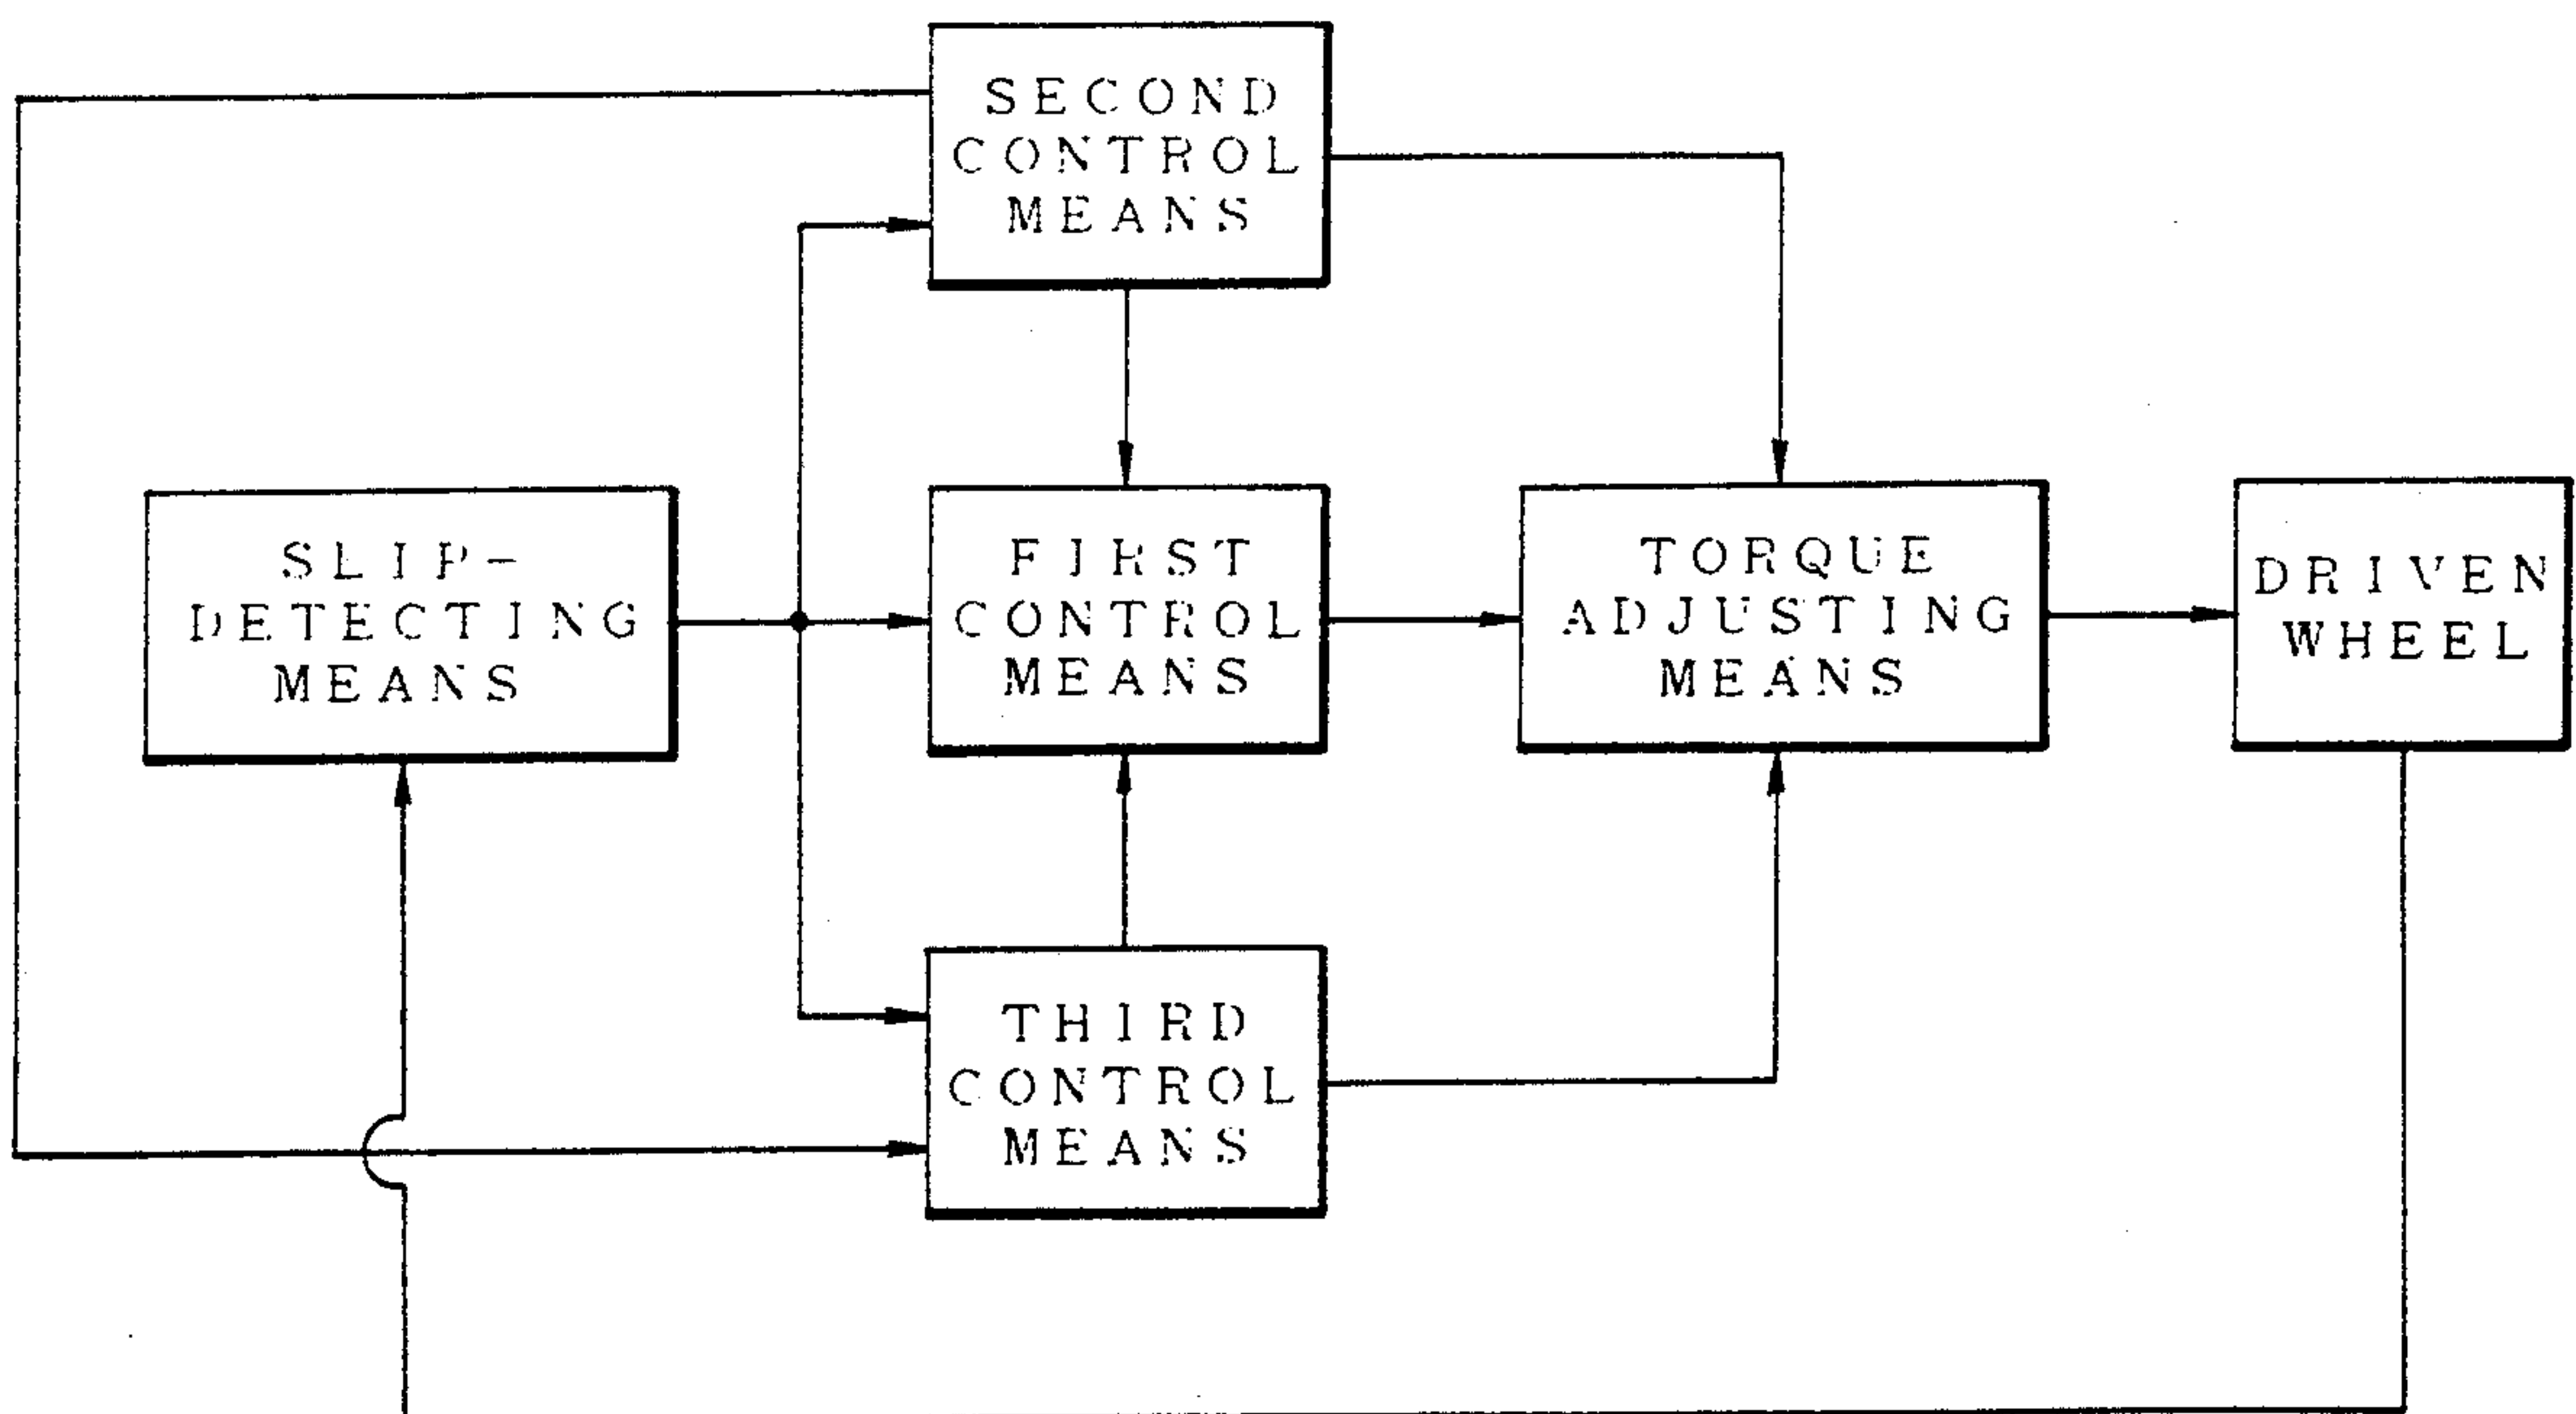 SECOND
CONTROL
MEANS
SLIP-
DETECTING
MEANS
FIRST
CONTROL
MEANS
TORQUE
ADJUSTING
MEANS
DRIVEN
WHEEL
THIRD
CONTROL
MEANS